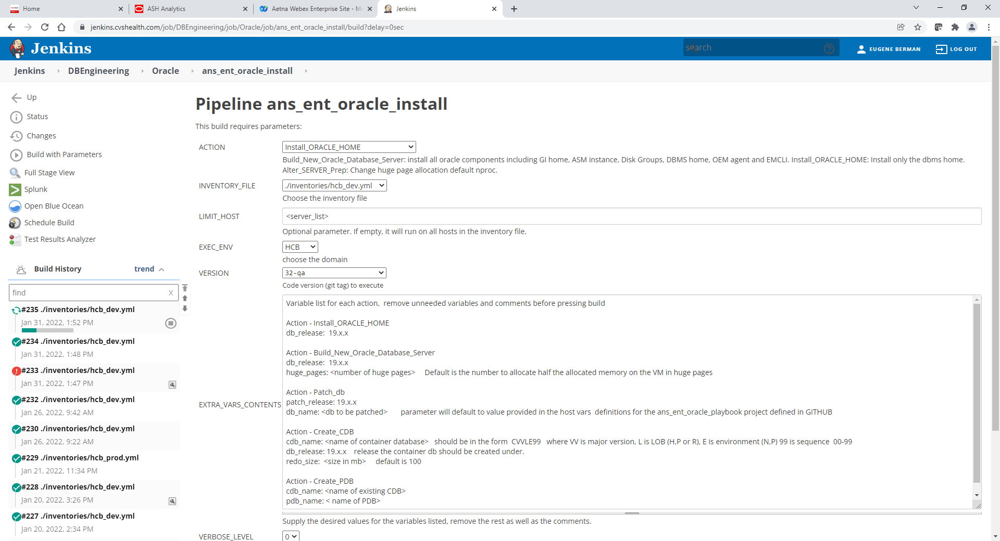 Home
ASH Analytics
Aetna Webex Enterprise Site - M
Jenkins
jenkins.cvshealth.com/job/DBEngineering/job/Oracle/job/ans_ent_oracle_install/build?delay=0sec
Jenkins
search
EUGENE BERMAN
LOG OUT
Jenkins
DBEngineering
Oracle
ans_ent_oracle_install
Up
Status
Changes
Build with Parameters
Full Stage View
Splunk
Open Blue Ocean
Schedule Build
Test Results Analyzer
Build History
trend
find
X
#235 ./inventories/hcb_dev.yml
Jan 31, 2022, 1:52 PM
#234 ./inventories/hcb_dev.yml
Jan 31, 2022, 1:48 PM
#233 ./inventories/hcb_dev.yml
Jan 31, 2022, 1:47 PM
#232 ./inventories/hcb_dev.yml
Jan 26, 2022, 9:42 AM
#230 ./inventories/hcb_dev.yml
Jan 26, 2022, 9:22 AM
#229 ./inventories/hcb_prod.yml
Jan 21, 2022, 11:34 PM
#228 ./inventories/hcb_dev.yml
Jan 20, 2022, 3:26 PM
#227 ./inventories/hcb_dev.yml
Jan 20, 2022, 2:34 PM
Pipeline ans_ent_oracle_install
This build requires parameters:
ACTION
Install_ORACLE_HOME
Build_New_Oracle_Database_Server: install all oracle components including GI home, ASM instance, Disk Groups, DBMS home, OEM agent and EMCLI. Install_ORACLE_HOME: Install only the dbms home.
Alter_SERVER_Prep: Change huge page allocation default nproc.
INVENTORY_FILE
./inventories/hcb_dev.yml
Choose the inventory file
LIMIT_HOST
<server_list>
Optional parameter. If empty, it will run on all hosts in the inventory file.
EXEC_ENV
HCB
choose the domain
VERSION
32-qa
Code version (git tag) to execute
EXTRA_VARS_CONTENTS
Variable list for each action,  remove unneeded variables and comments before pressing build
Action - Install_ORACLE_HOME
db_release:  19.x.x
Action - Build_New_Oracle_Database_Server
db_release:  19.x.x
huge_pages: <number of huge pages>     Default is the number to allocate half the allocated memory on the VM in huge pages
Action - Patch_db
patch_release: 19.x.x
db_name: <db to be patched>       parameter will default to value provided in the host vars  definitions for the ans_ent_oracle_playbook project defined in GITHUB
Action - Create_CDB
cdb_name: <name of container database>   should be in the form  CVVLE99   where VV is major version, L is LOB (H,P or R), E is environment (N,P) 99 is sequence  00-99
db_release: 19.x.x    release the container db should be created under.
redo_size:  <size in mb>     default is 100
Action - Create_PDB
cdb_name: <name of existing CDB>
pdb_name: < name of PDB>
Supply the desired values for the variables listed, remove the rest as well as the comments.
VERBOSE_LEVEL
0